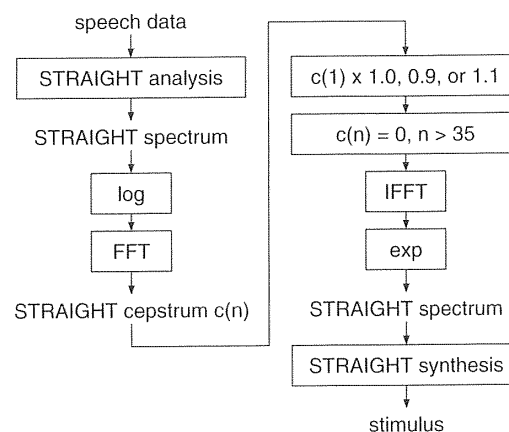 speech data
STRAIGHT analysis
STRAIGHT spectrum
log
FFT
STRAIGHT cepstrum c(n)
c(1) x 1.0, 0.9, or 1.1
c(n) = 0, n > 35
IFFT
exp
STRAIGHT spectrum
STRAIGHT synthesis
stimulus